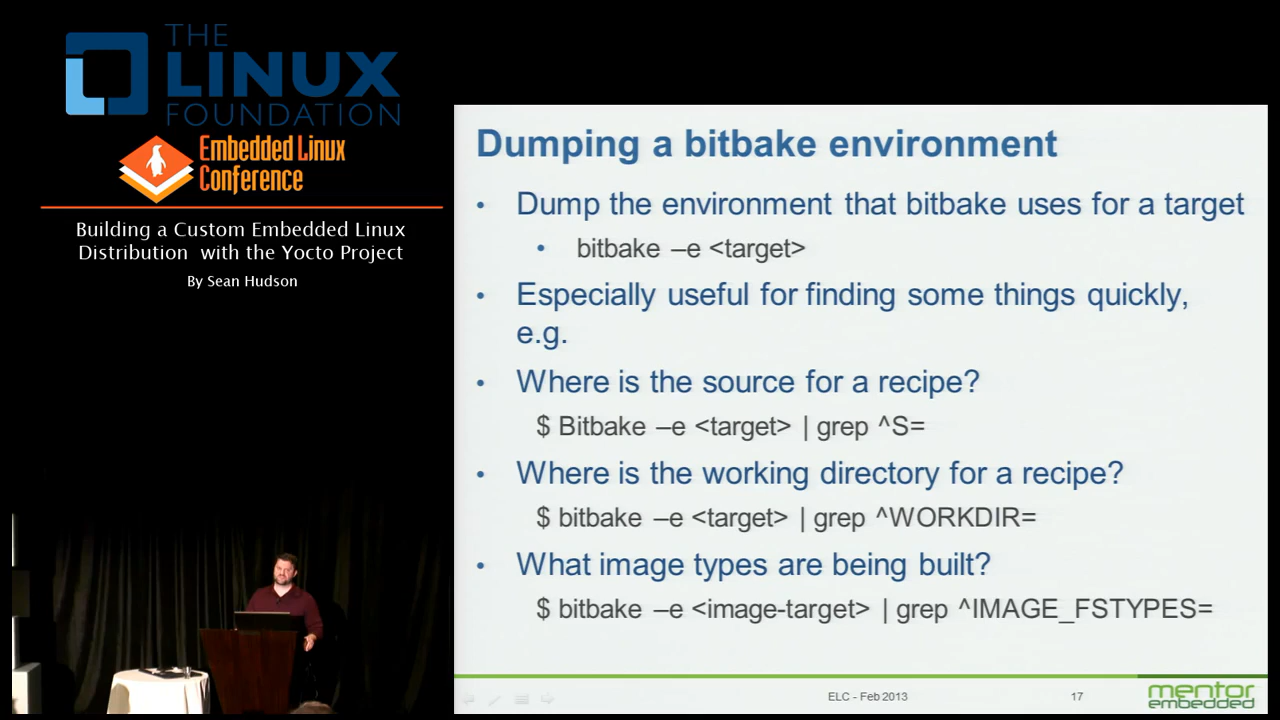 THE
LINUX
FOUNDATION
Embedded Linux
Conference
Building a Custom Embedded Linux
Distribution with the Yocto Project
By Sean Hudson
Dumping a bitbake environment
• Dump the environment that bitbake uses for a target
• bitbake –e <target>
• Especially useful for finding some things quickly,
e.g.
• Where is the source for a recipe?
$ Bitbake –e <target> | grep ^S=
• Where is the working directory for a recipe?
$ bitbake –e <target> | grep ^WORKDIR=
• What image types are being built?
$ bitbake –e <image-target> | grep ^IMAGE_FSTYPES=
ELC - Feb 2013
17
mentor
embedded